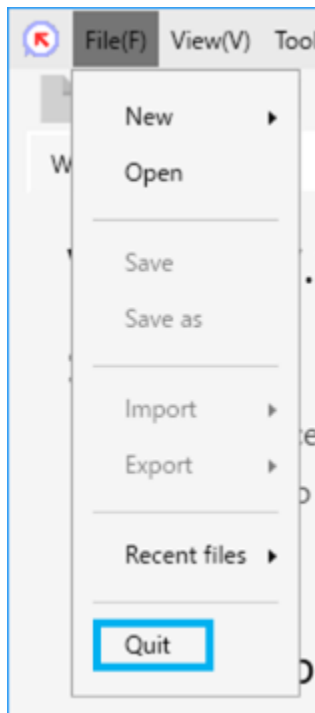 File(F) View(V)
New
Open
Save
Save as
Import
Export
Recent files
Quit